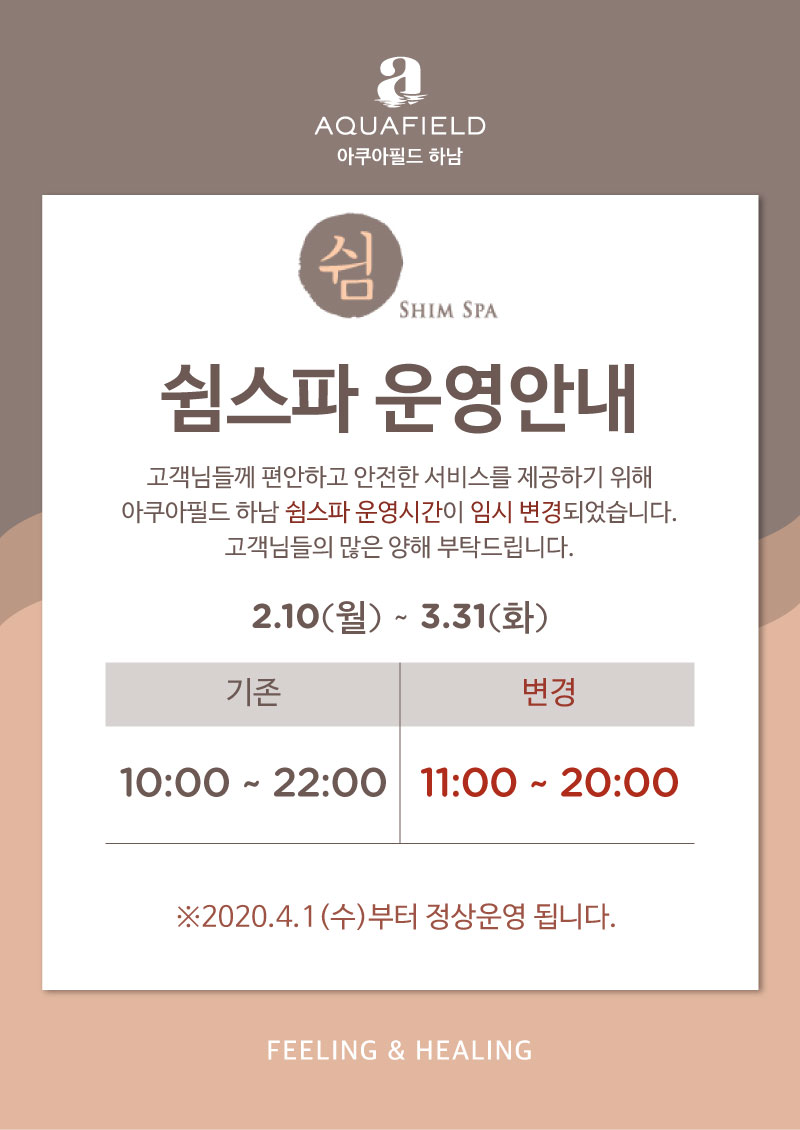 a
AQUAFIELD
아쿠아필드 하남
쉼
SHIM SPA
쉼스파 운영안내
고객님들께 편안하고 안전한 서비스를 제공하기 위해
아쿠아필드 하남 쉼스파 운영시간이 임시 변경되었습니다.
고객님들의 많은 양해 부탁드립니다.
2.10(월) ~ 3.31(화)
기존 변경
10:00 ~ 22:00 11:00 ~ 20:00
※2020.4.1(수)부터 정상운영 됩니다.
FEELING & HEALING